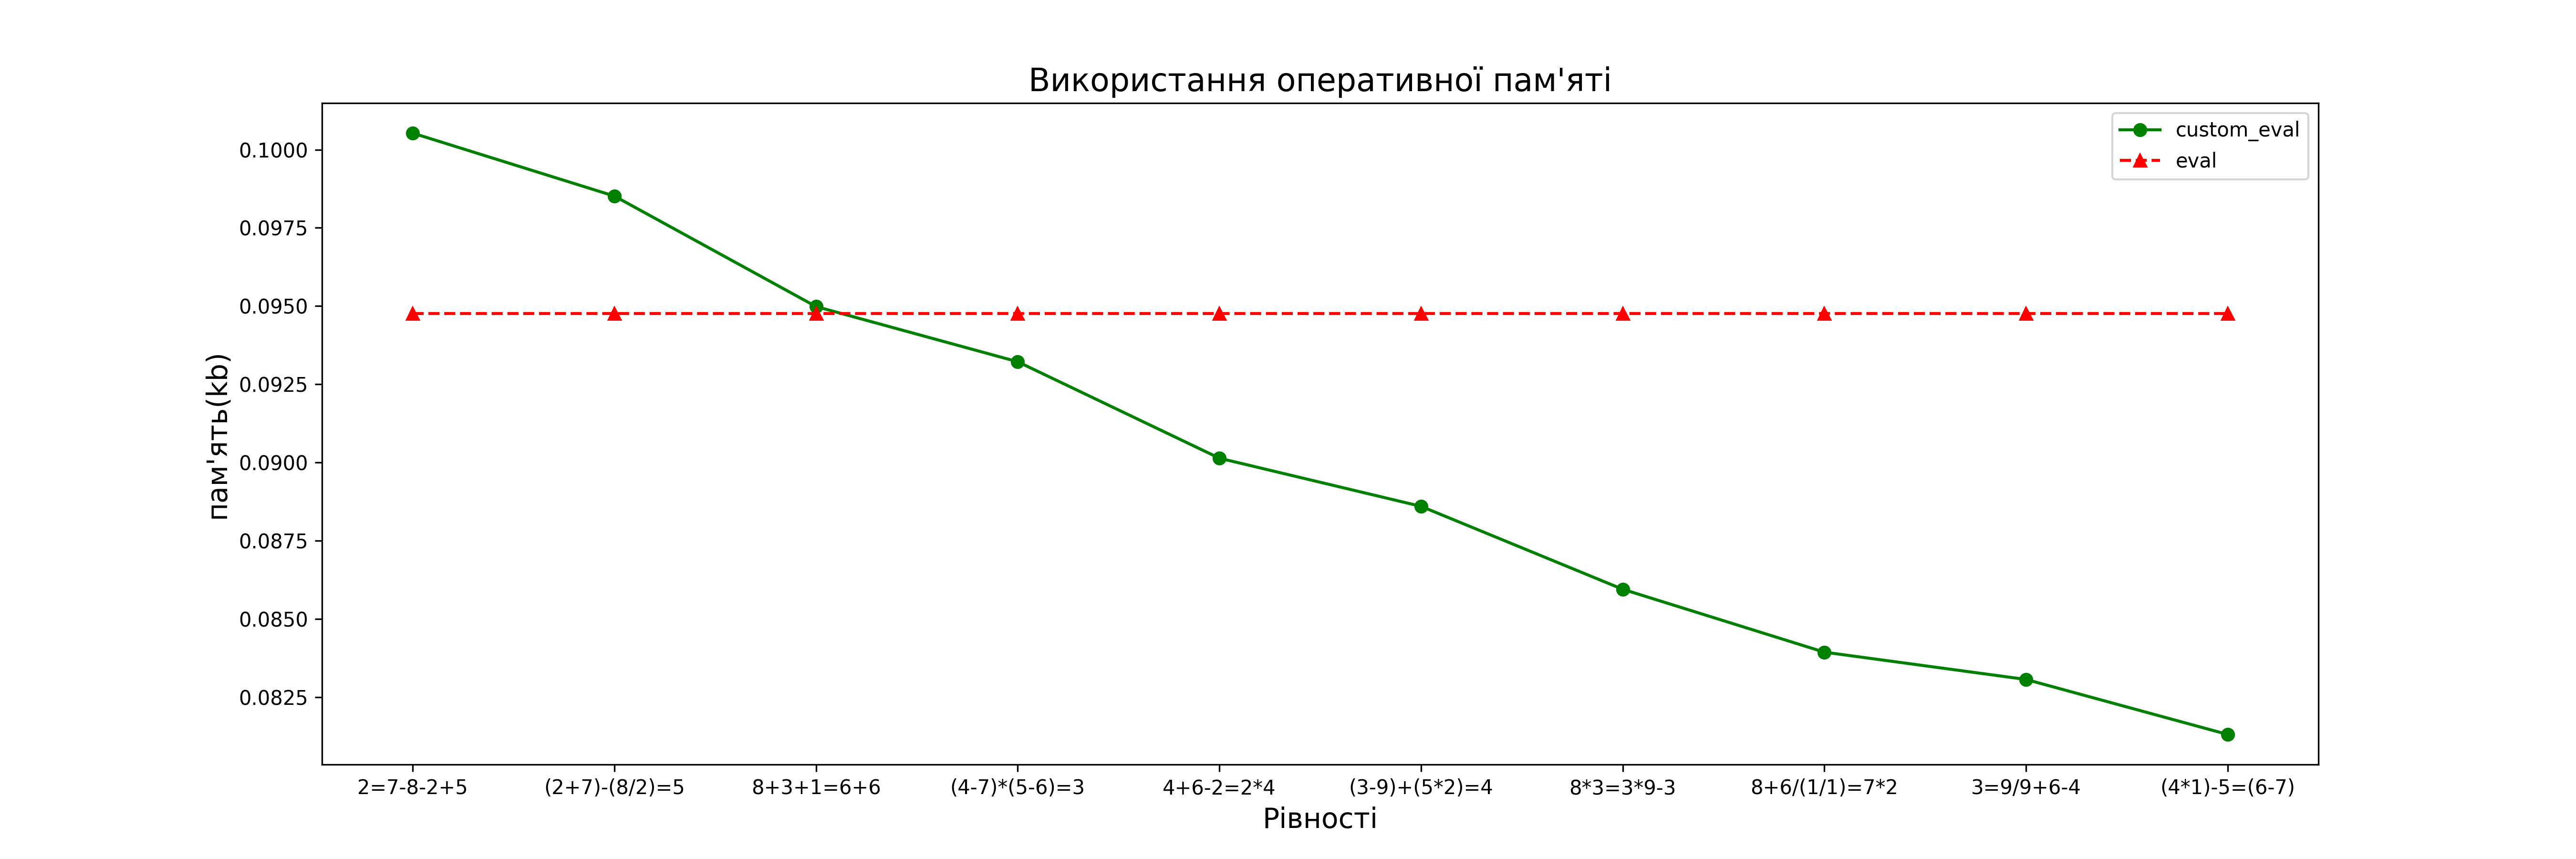 Використання оперативної пам'яті
custom_eval
eval
пам'ять(kb)
0.1000
0.0975
0.0950
0.0925
0.0900
0.0875
0.0850
0.0825
2=7-8-2+5 (2+7)-(8/2)=5 8+3+1=6+6 (4-7)*(5-6)=3 4+6-2=2*4 (3-9)+(5*2)=4 8*3=3*9-3 8+6/(1/1)=7*2 3=9/9+6-4 (4*1)-5=(6-7)
Рівності